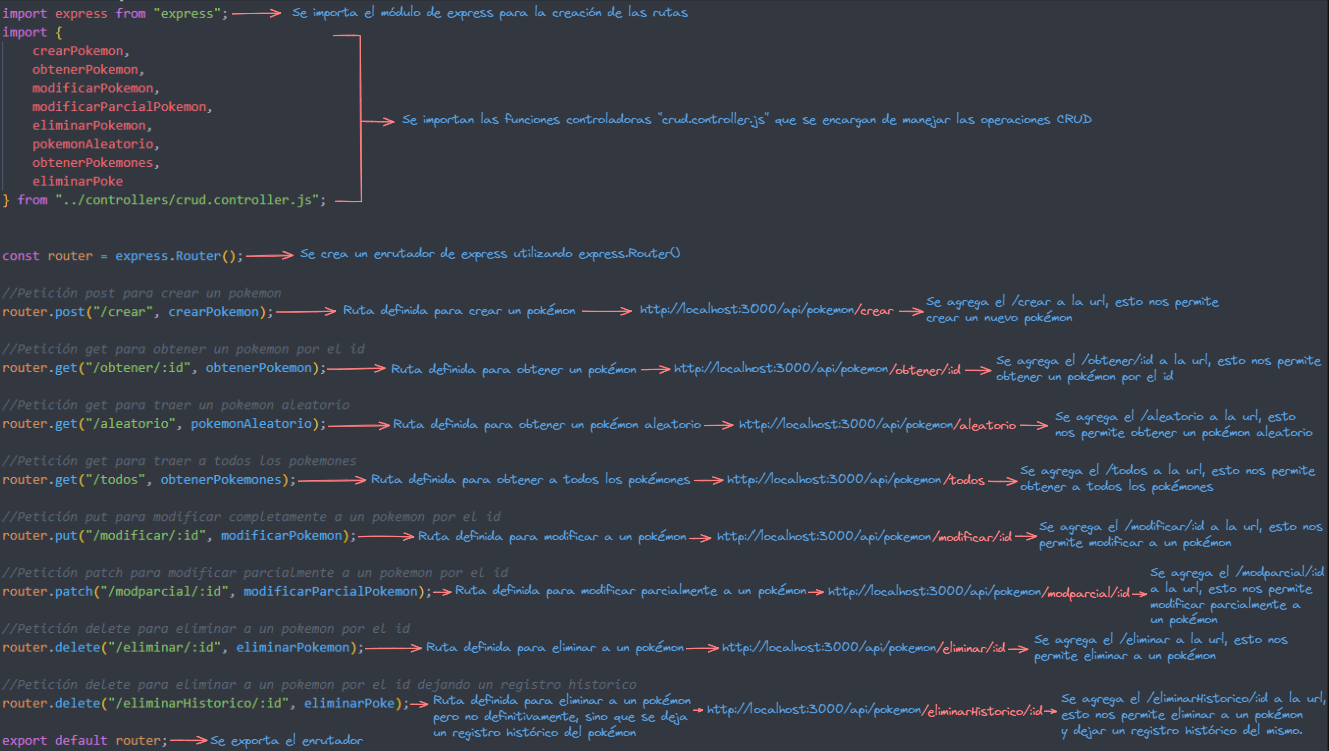 import express from "express"; Se importa el módulo de express para la creación de las rutas
import {
crearPokemon,
obtenerPokemon,
modificarPokemon,
modificarParcialPokemon,
eliminarPokemon,
Se importan las funciones controladoras "crud.controller.js" que se encargan de manejar las operaciones CRUD
pokemonAleatorio,
obtenerPokemones,
eliminarPoke
} from "../controllers/crud.controller.js";
const router = express.Router(); Se crea un enrutador de express utilizando express.Router()
//Petición post para crear un pokemon
router.post("/crear", crearPokemon); Ruta definida para crear un pokémon http://localhost:3000/api/pokemon/crear Se agrega el /crear a la url, esto nos permite
crear un nuevo pokémon
//Petición get para obtener un pokemon por el id
router.get("/obtener/:id", obtenerPokemon); Ruta definida para obtener un pokémon http://localhost:3000/api/pokemon/obtener/:id Se agrega el /obtener/:id a la url, esto nos permite
obtener un pokémon por el id
//Petición get para traer un pokemon aleatorio
router.get("/aleatorio", pokemonAleatorio); Ruta definida para obtener un pokémon aleatorio http://localhost:3000/api/pokemon/aleatorio Se agrega el /aleatorio a la url, esto
nos permite obtener un pokémon aleatorio
//Petición get para traer a todos los pokemones
router.get("/todos", obtenerPokemones); Ruta definida para obtener a todos los pokémones http://localhost:3000/api/pokemon/todos Se agrega el /todos a la url, esto nos permite
obtener a todos los pokémones
//Petición put para modificar completamente a un pokemon por el id
router.put("/modificar/:id", modificarPokemon); Ruta definida para modificar a un pokémon http://localhost:3000/api/pokemon/modificar/:id Se agrega el /modificar/:id a la url, esto nos
permite modificar a un pokémon
//Petición patch para modificar parcialmente a un pokemon por el id
router.patch("/modparcial/:id", modificarParcialPokemon); Ruta definida para modificar parcialmente a un pokémon http://localhost:3000/api/pokemon/modparcial/:id Se agrega el /modparcial/:id
a la url, esto nos permite
modificar parcialmente a
un pokémon
//Petición delete para eliminar a un pokemon por el id
router.delete("/eliminar/:id", eliminarPokemon); Ruta definida para eliminar a un pokémon http://localhost:3000/api/pokemon/eliminar/:id Se agrega el /eliminar a la url, esto nos
permite eliminar a un pokémon
//Petición delete para eliminar a un pokemon por el id dejando un registro historico
router.delete("/eliminarHistorico/:id", eliminarPoke); Ruta definida para eliminar a un pokémon
pero no definitivamente, sino que se deja
un registro histórico del pokémon
http://localhost:3000/api/pokemon/eliminarHistorico/:id Se agrega el /eliminarHistorico/:id a la url,
esto nos permite eliminar a un pokémon
y dejar un registro histórico del mismo.
export default router; Se exporta el enrutador